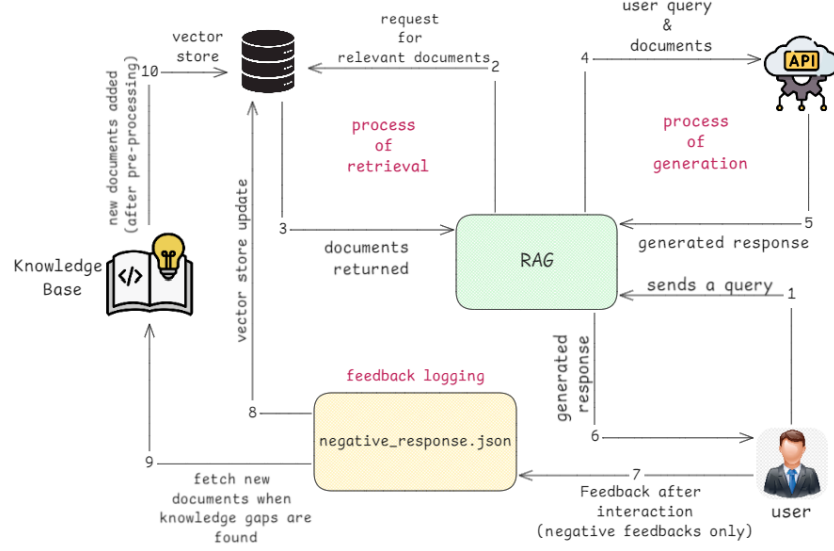 user query
&
documents
4
API
vector
store
10
request
for
relevant documents
2
new documents added
(after pre-processing)
process
of
retrieval
process
of
generation
vector store update
3
documents
returned
RAG
5
generated response
Knowledge
Base
sends a query
1
generated
response
feedback logging
negative_response.json
8
6
9
fetch new
documents when
knowledge gaps are
found
7
Feedback after
interaction
(negative feedbacks only)
user